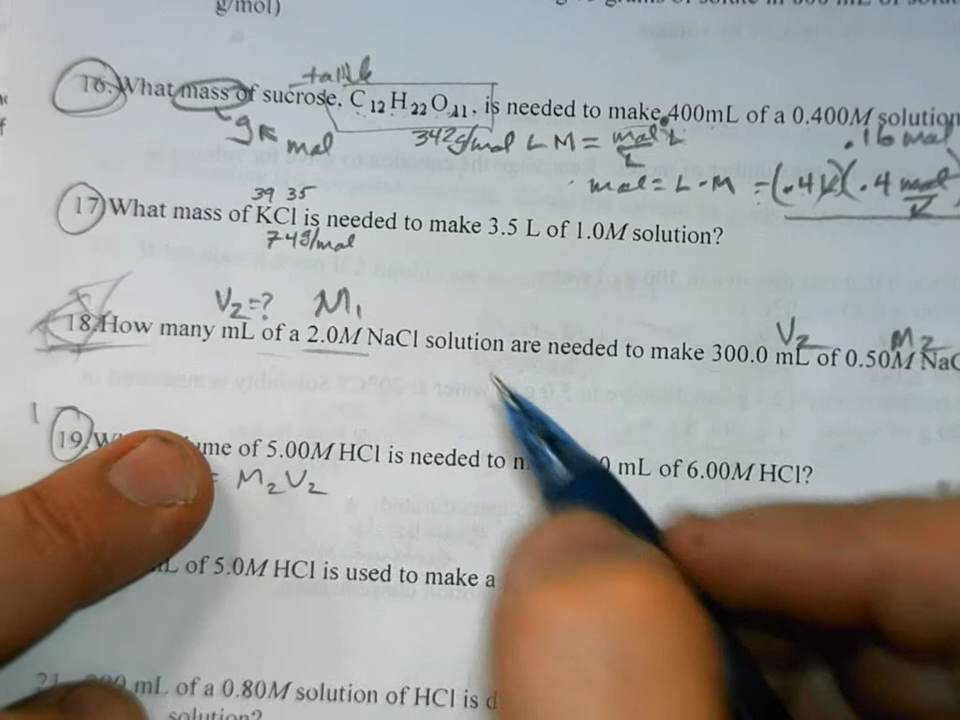 g/mol)
table
16. What mass of sucrose, C12H22O11, is needed to make 400mL of a 0.400M solution
342g/mol L M = mol L
.16 mol
mol
L
mol = L · M = (.4 L)(.4 mol
L
39 35
17. What mass of KCl is needed to make 3.5 L of 1.0M solution?
74g/mol
V2=? M1
V2 M2
18. How many mL of a 2.0M NaCl solution are needed to make 300.0 mL of 0.50M NaC
1
19. of 5.00M HCl is needed to mL of 6.00M HCl?
= M2V2
of 5.0M HCl is used to make a
mL of a 0.80M solution of HCl is
solution?